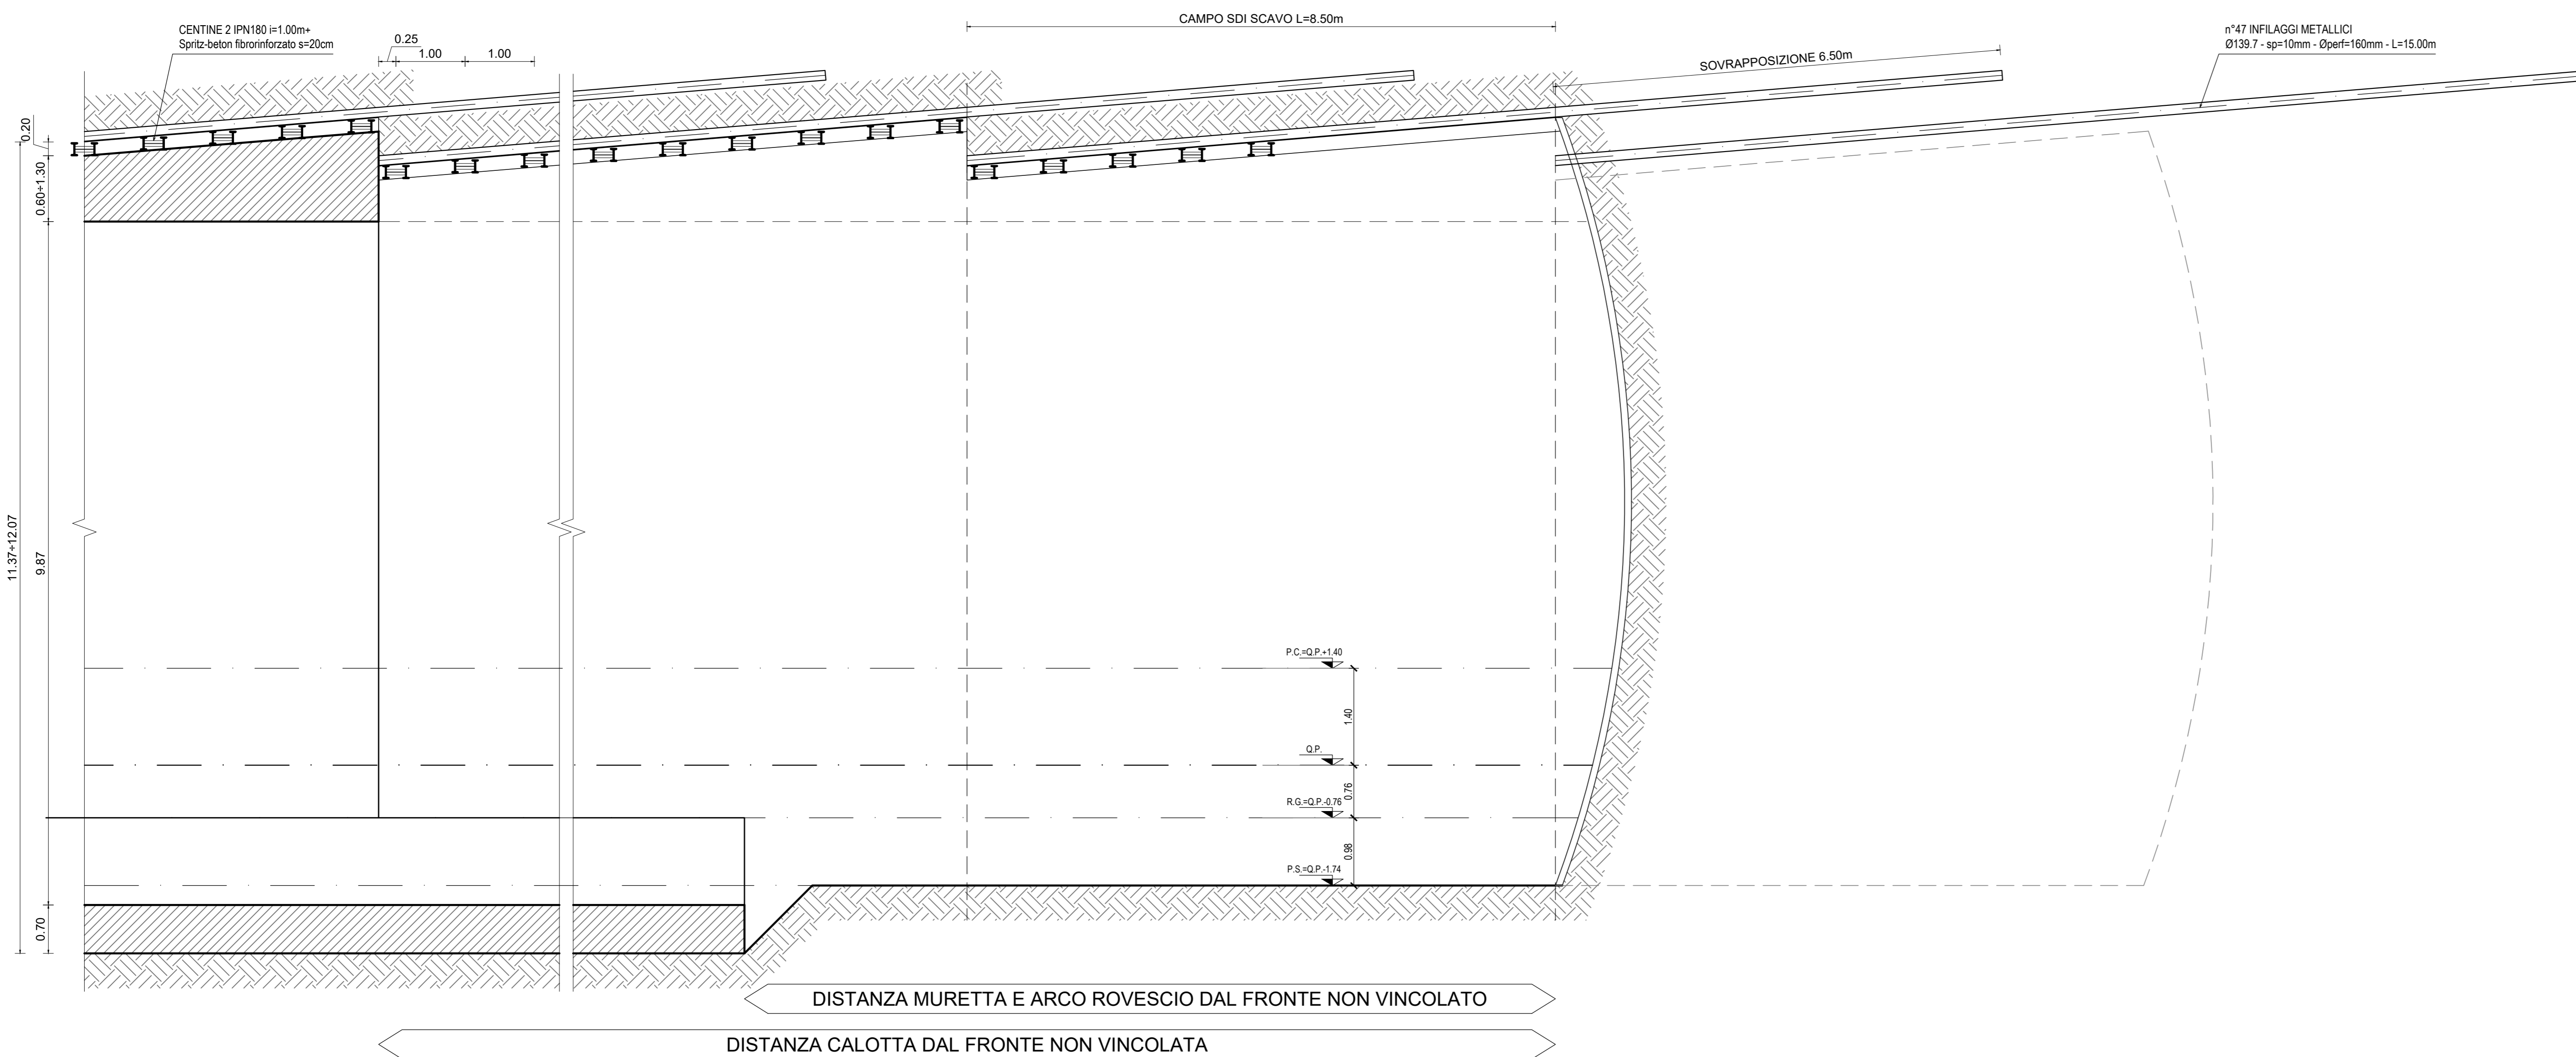 CAMPO SDI SCAVO L=8.50m
CENTINE 2 IPN180 i=1.00m+
Spritz-beton fibrorinforzato s=20cm
n°47 INFILAGGI METALLICI
Ø139.7 - sp=10mm - Øperf=160mm - L=15.00m
0.25
1.00
1.00
SOVRAPPOSIZIONE 6.50m
0.20
0.60÷1.30
11.37÷12.07
9.87
P.C.=Q.P.+1.40
1.40
Q.P.
0.76
R.G.=Q.P.-0.76
0.98
P.S.=Q.P.-1.74
0.70
DISTANZA MURETTA E ARCO ROVESCIO DAL FRONTE NON VINCOLATO
DISTANZA CALOTTA DAL FRONTE NON VINCOLATA